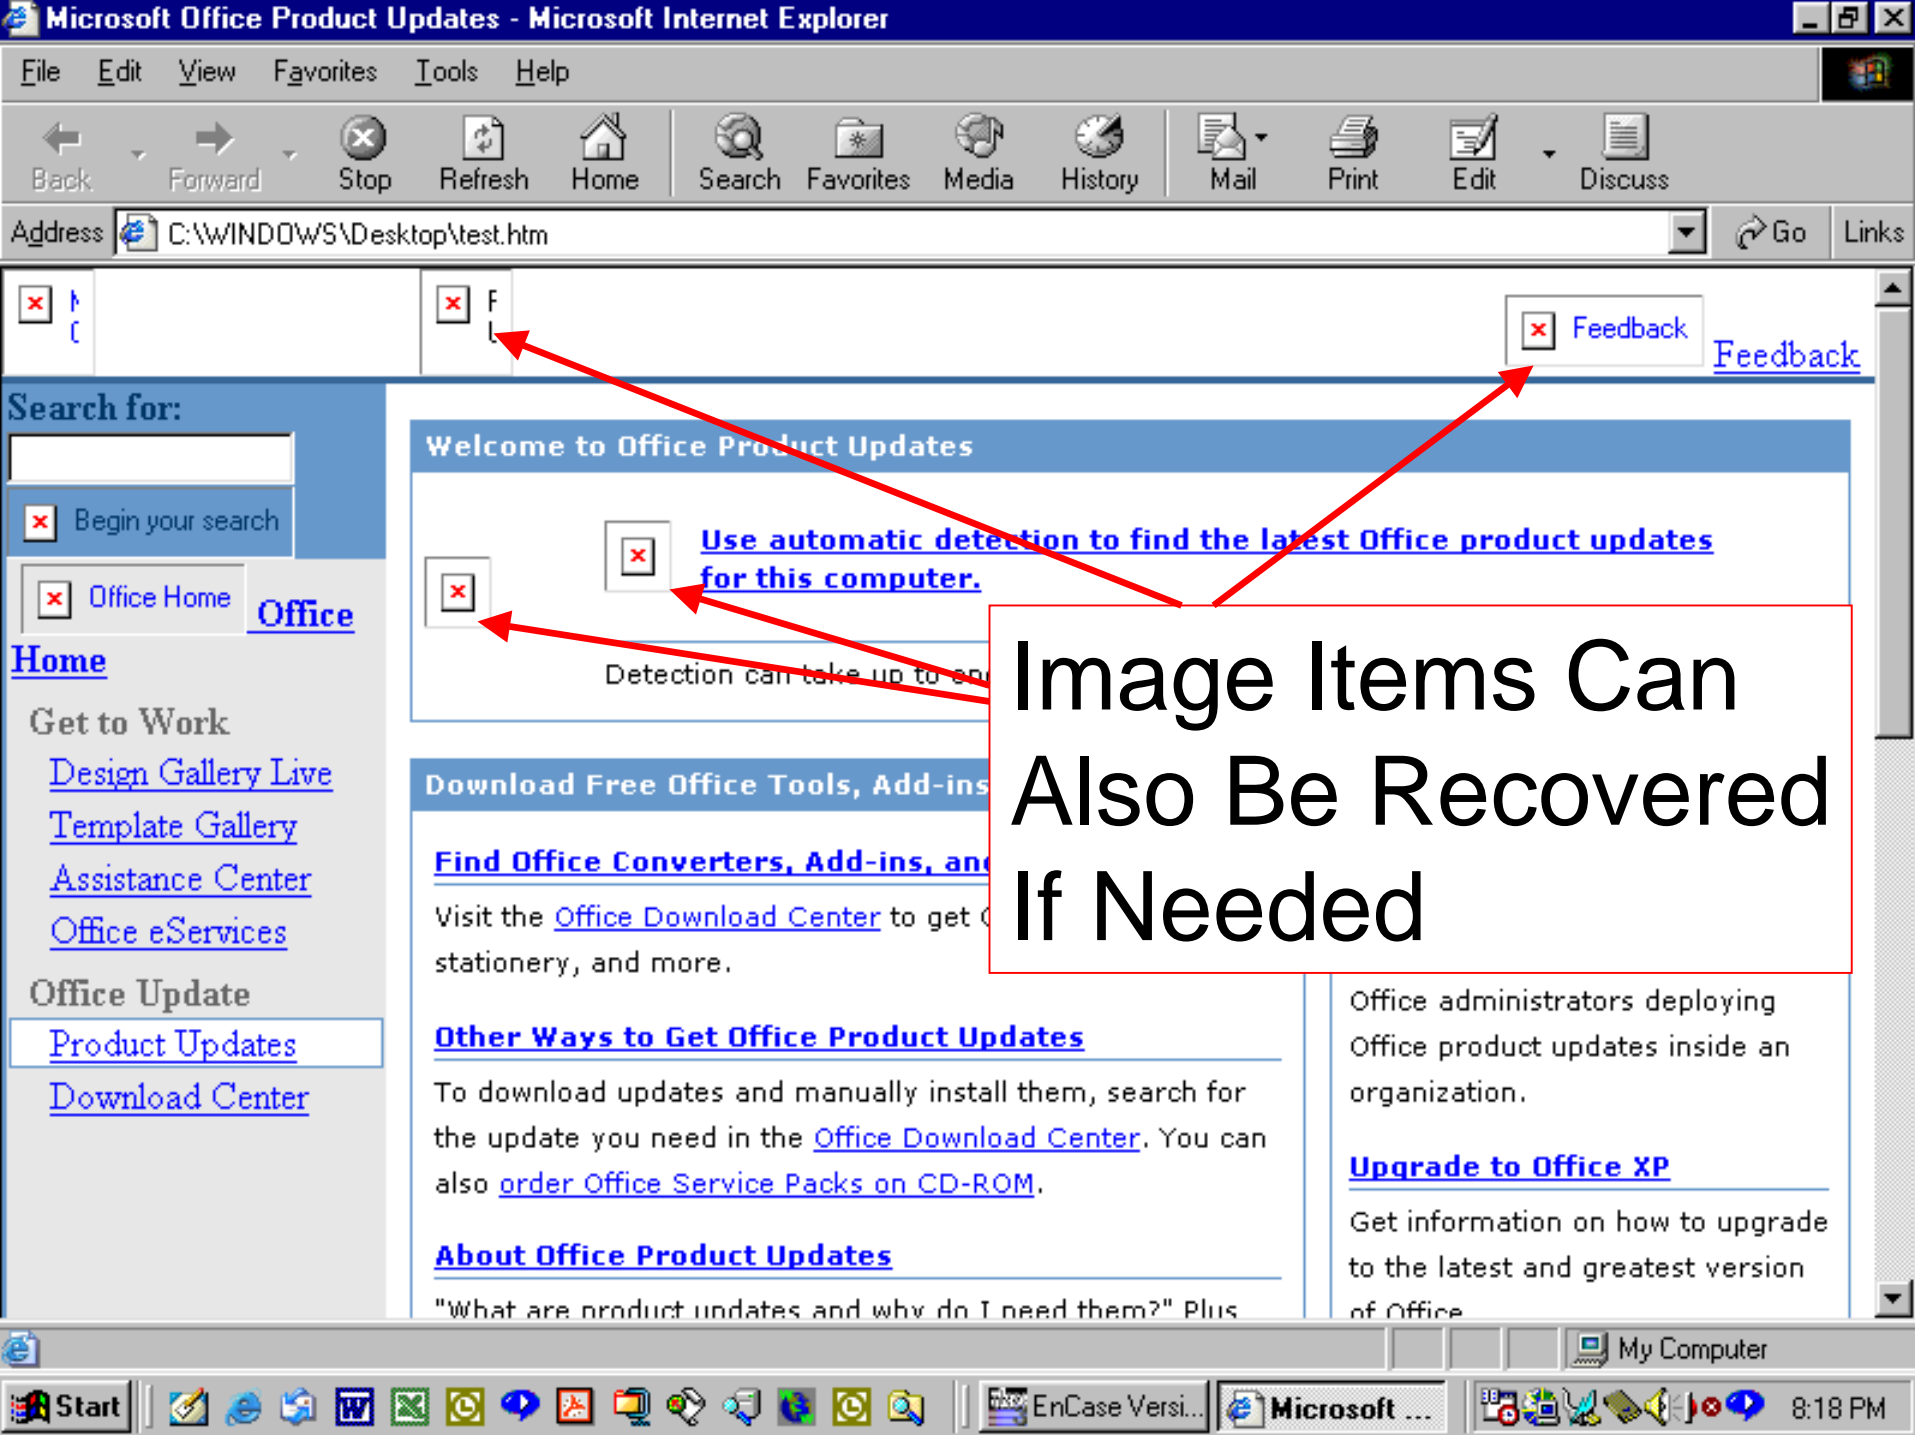 Microsoft Office Product Updates - Microsoft Internet Explorer
File Edit View Favorites Tools Help
Back Forward Stop Refresh Home Search Favorites Media History Mail Print Edit Discuss
Address C:\WINDOWS\Desktop\test.htm Go Links
Feedback Feedback
Search for:
Begin your search
Office Home Office
Home
Get to Work
Design Gallery Live
Template Gallery
Assistance Center
Office eServices
Office Update
Product Updates
Download Center
Welcome to Office Product Updates
Use automatic detection to find the latest Office product updates
for this computer.
Detection can take up to
Image Items Can
Also Be Recovered
If Needed
Download Free Office Tools, Add-ins
Find Office Converters, Add-ins, and
Visit the Office Download Center to get
stationery, and more.
Other Ways to Get Office Product Updates
To download updates and manually install them, search for
the update you need in the Office Download Center. You can
also order Office Service Packs on CD-ROM.
About Office Product Updates
"What are product updates and why do I need them?" Plus
Office administrators deploying
Office product updates inside an
organization.
Upgrade to Office XP
Get information on how to upgrade
to the latest and greatest version
of Office
My Computer
Start EnCase Versi... Microsoft ... 8:18 PM